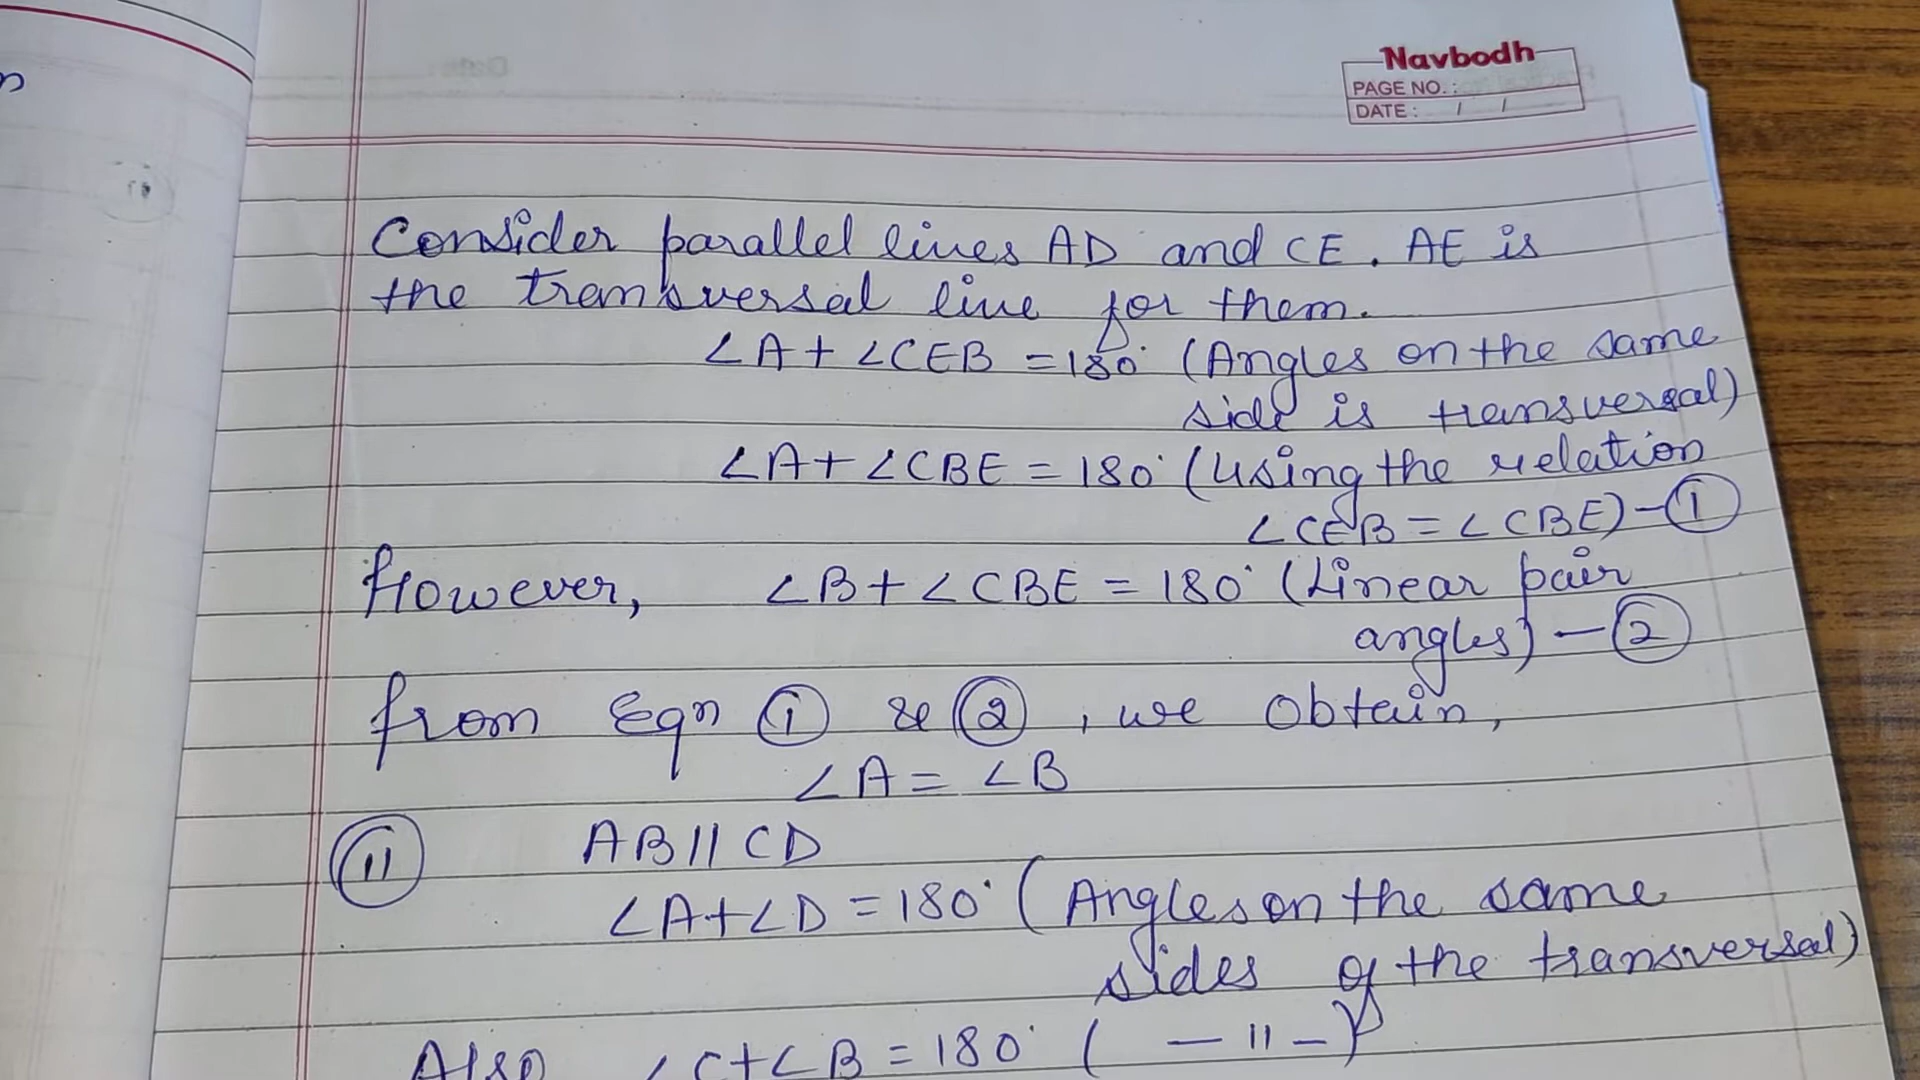 Navbodh
PAGE NO. :
DATE : / /
Consider parallel lines AD and CE. AE is
the transversal line for them.
∠A + ∠CEB = 180° (Angles on the same
side is transversal)
∠A + ∠CBE = 180° (Using the relation
∠CEB = ∠CBE) - ①
However, ∠B + ∠CBE = 180° (Linear pair
angles) - ②
from Eqn ① & ② , we obtain,
∠A = ∠B
(ii) AB || CD
∠A + ∠D = 180° (Angles on the same
sides of the transversal)
Also ∠C + ∠B = 180° ( — 11 — )